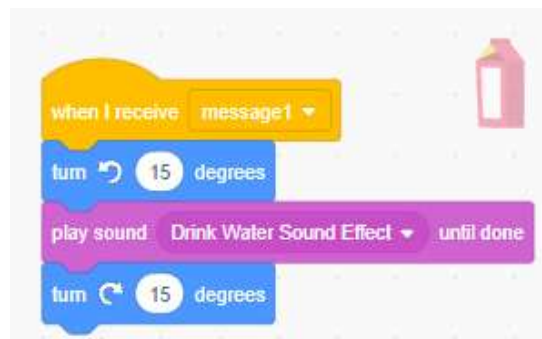 when I receive message1
turn 15 degrees
play sound Drink Water Sound Effect until done
turn 15 degrees